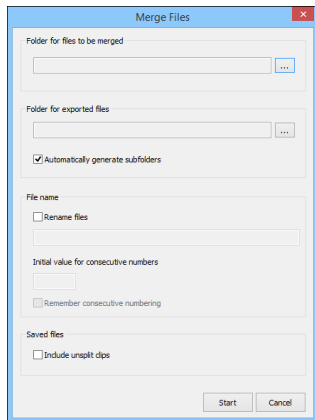 Merge Files
Folder for files to be merged
...
Folder for exported files
...
Automatically generate subfolders
File name
Rename files
Initial value for consecutive numbers
Remember consecutive numbering
Saved files
Include unsplit clips
Start Cancel